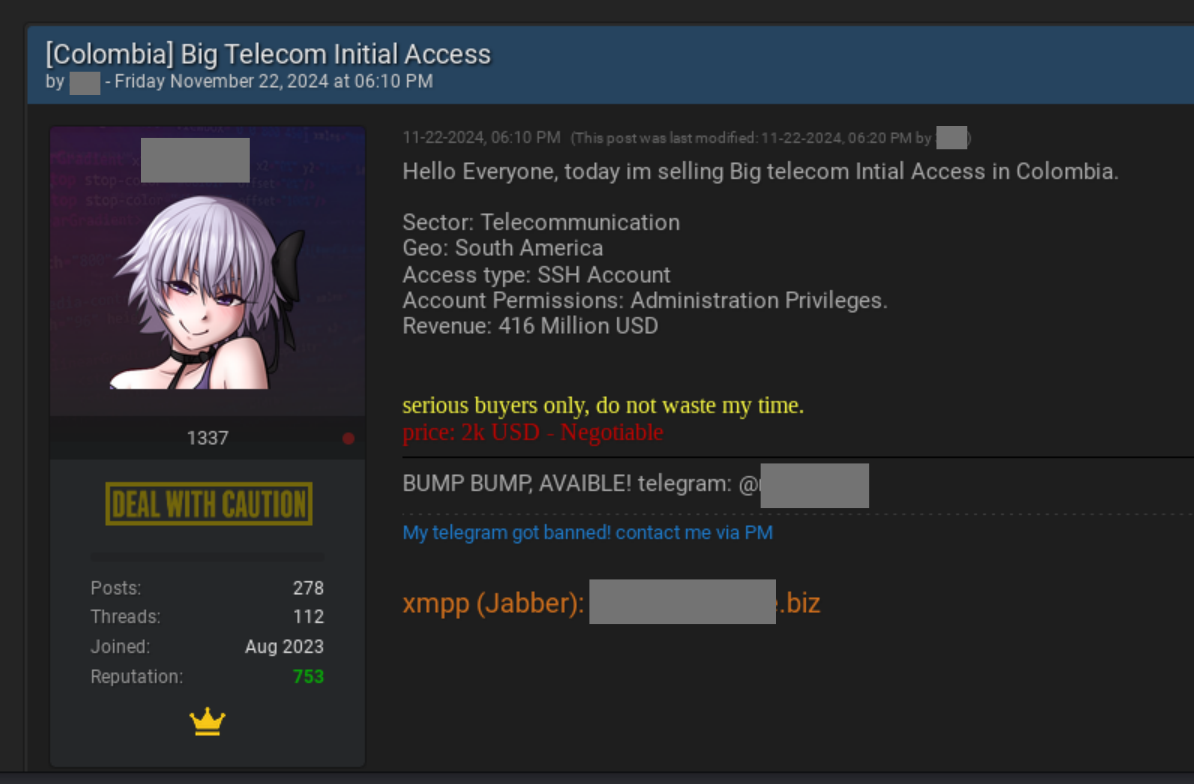 [Colombia] Big Telecom Initial Access
by - Friday November 22, 2024 at 06:10 PM
11-22-2024, 06:10 PM (This post was last modified: 11-22-2024, 06:20 PM by )
Hello Everyone, today im selling Big telecom Intial Access in Colombia.
Sector: Telecommunication
Geo: South America
Access type: SSH Account
Account Permissions: Administration Privileges.
Revenue: 416 Million USD
serious buyers only, do not waste my time.
price: 2k USD - Negotiable
BUMP BUMP, AVAIBLE! telegram: @
My telegram got banned! contact me via PM
xmpp (Jabber): .biz
1337
DEAL WITH CAUTION
Posts: 278
Threads: 112
Joined: Aug 2023
Reputation: 753